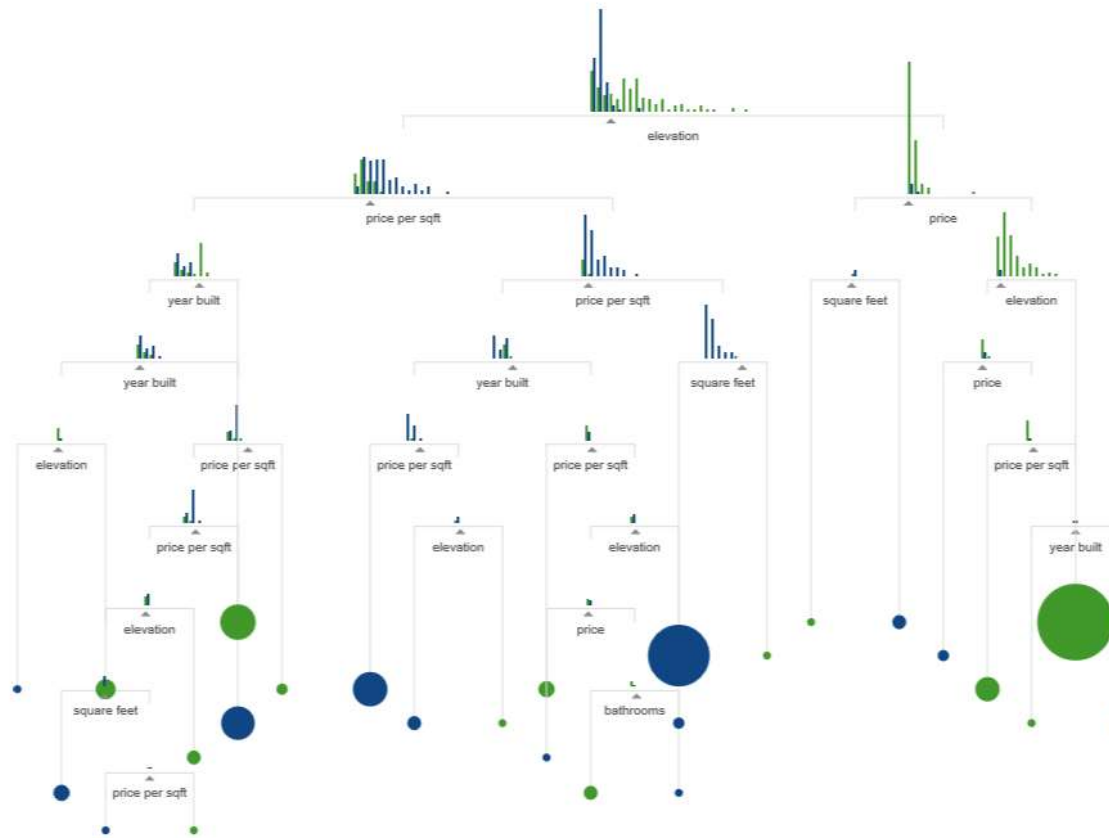 elevation
price per sqft
price
year built
price per sqft
square feet
elevation
year built
year built
square feet
price
elevation
price per sqft
price per sqft
price per sqft
price per sqft
price per sqft
elevation
elevation
year built
elevation
price
square feet
bathrooms
price per sqft